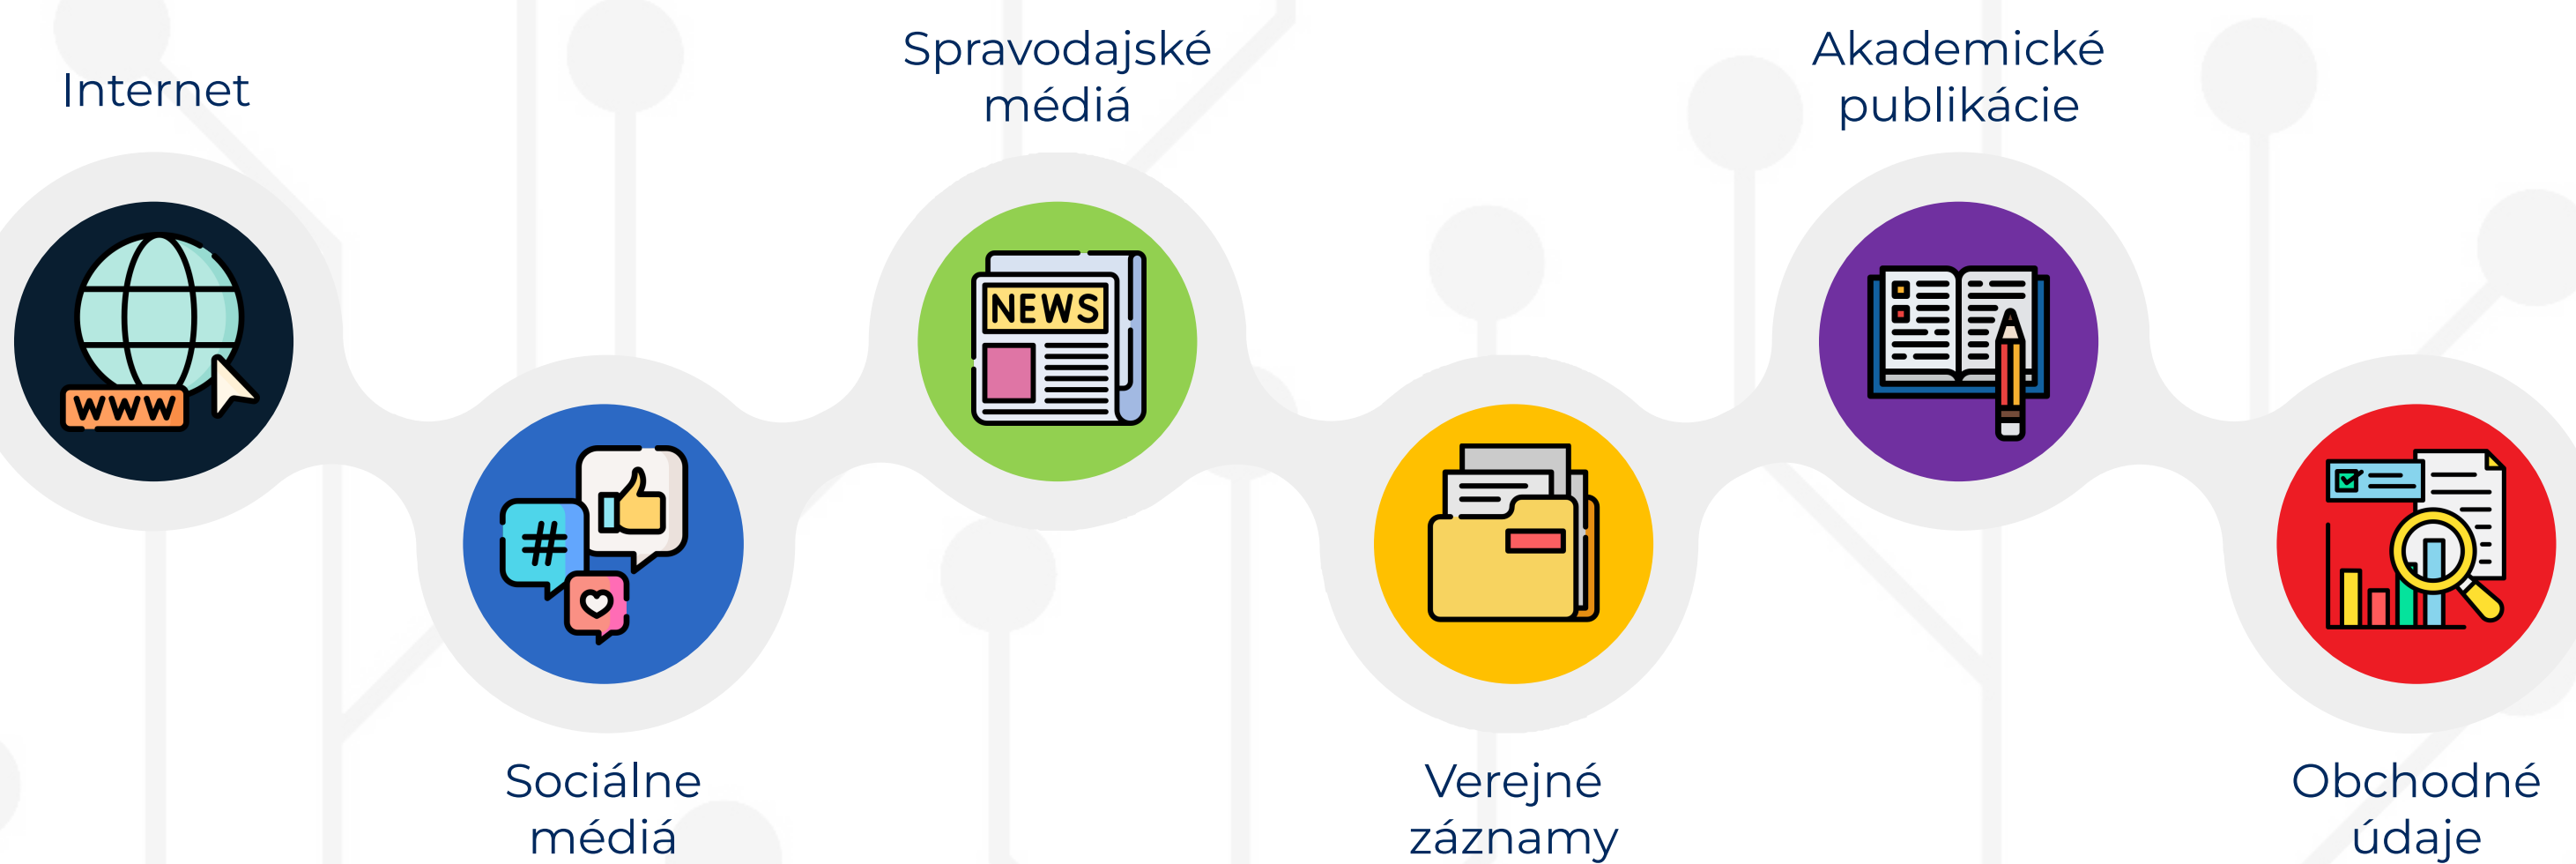 Internet
Spravodajské
médiá
Akademické
publikácie
WWW
NEWS
#
Sociálne
médiá
Verejné
záznamy
Obchodné
údaje